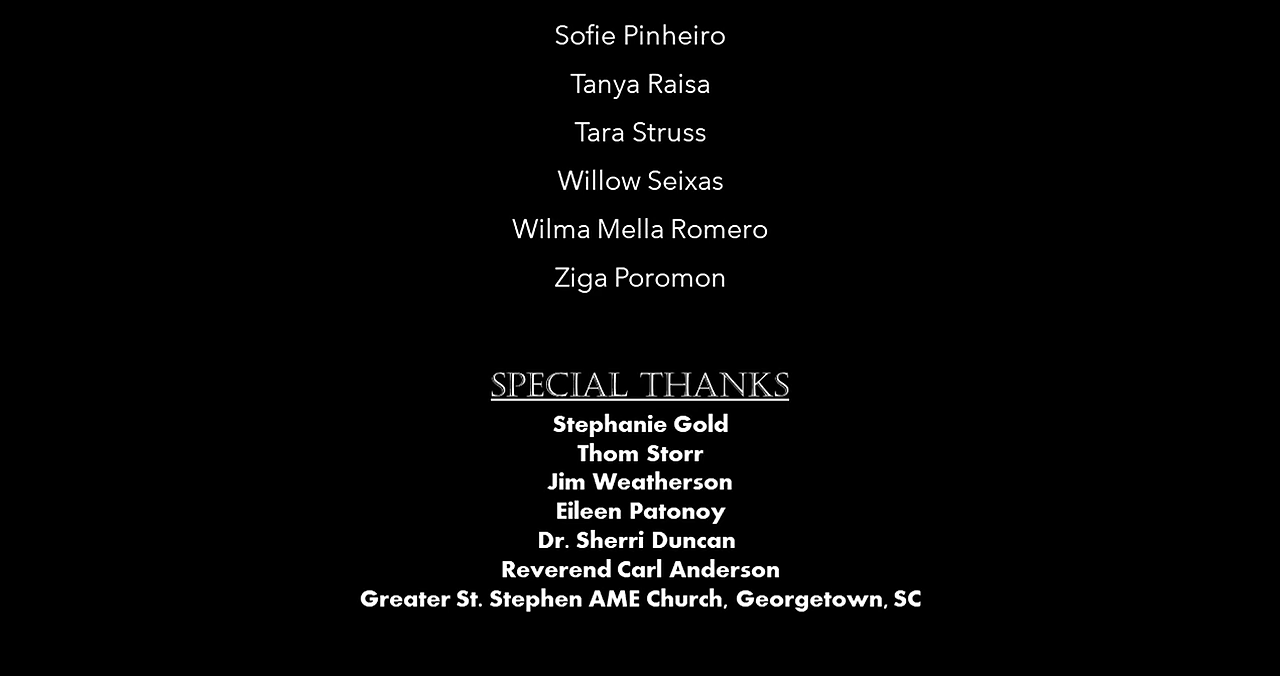 Sofie Pinheiro
Tanya Raisa
Tara Struss
Willow Seixas
Wilma Mella Romero
Ziga Poromon
SPECIAL THANKS
Stephanie Gold
Thom Storr
Jim Weatherson
Eileen Patonoy
Dr. Sherri Duncan
Reverend Carl Anderson
Greater St. Stephen AME Church, Georgetown, SC